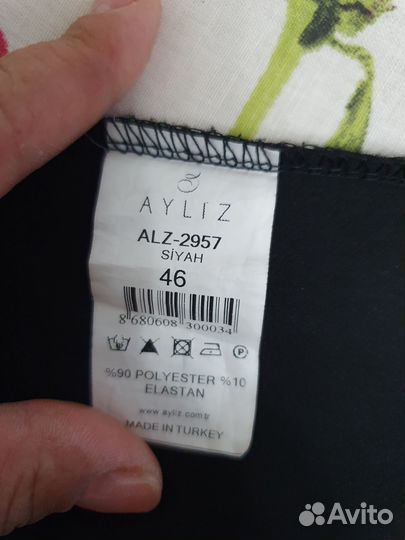 AYLIZ
ALZ-2957
SİYAH
46
8 680608 300034
P
%90 POLYESTER %10
ELASTAN
www.ayliz.com.tr
MADE IN TURKEY
Avito